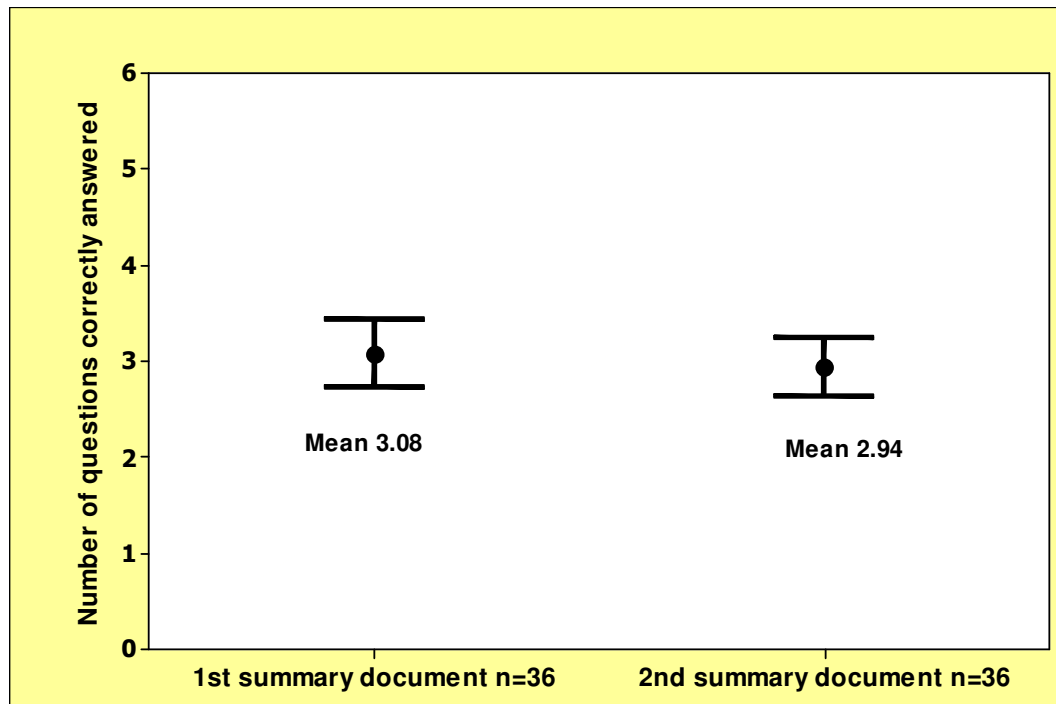 Number of questions correctly answered
6
5
4
3
2
1
0
Mean 3.08
Mean 2.94
1st summary document n=36
2nd summary document n=36